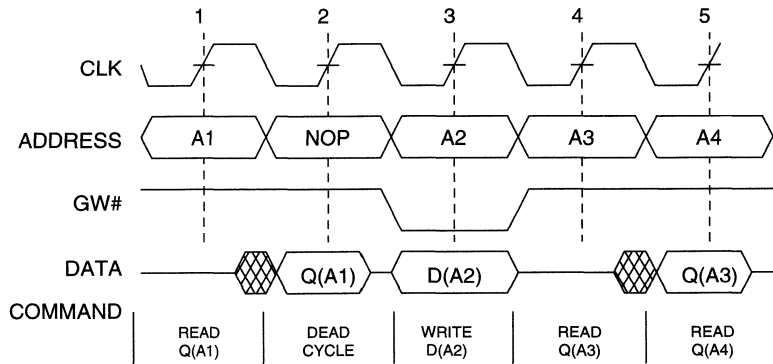 1 2 3 4 5
CLK
ADDRESS A1 NOP A2 A3 A4
GW#
DATA Q(A1) D(A2) Q(A3)
COMMAND
READ DEAD WRITE READ READ
Q(A1) CYCLE D(A2) Q(A3) Q(A4)